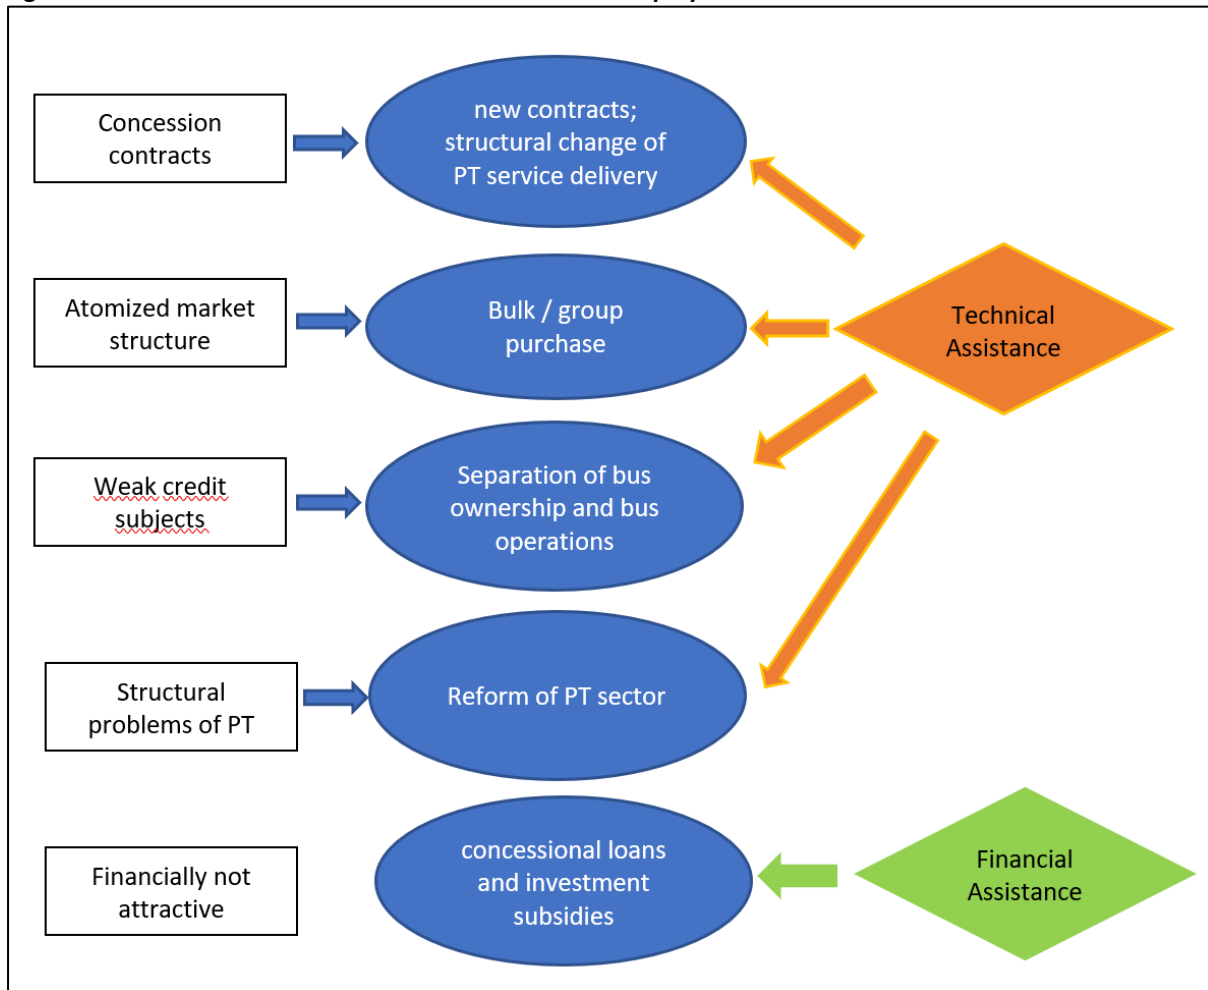 Concession
contracts
new contracts;
structural change of
PT service delivery
Atomized market
structure
Bulk / group
purchase
Technical
Assistance
Weak credit
subjects
Separation of bus
ownership and bus
operations
Structural
problems of PT
Reform of PT sector
Financially not
attractive
concessional loans
and investment
subsidies
Financial
Assistance